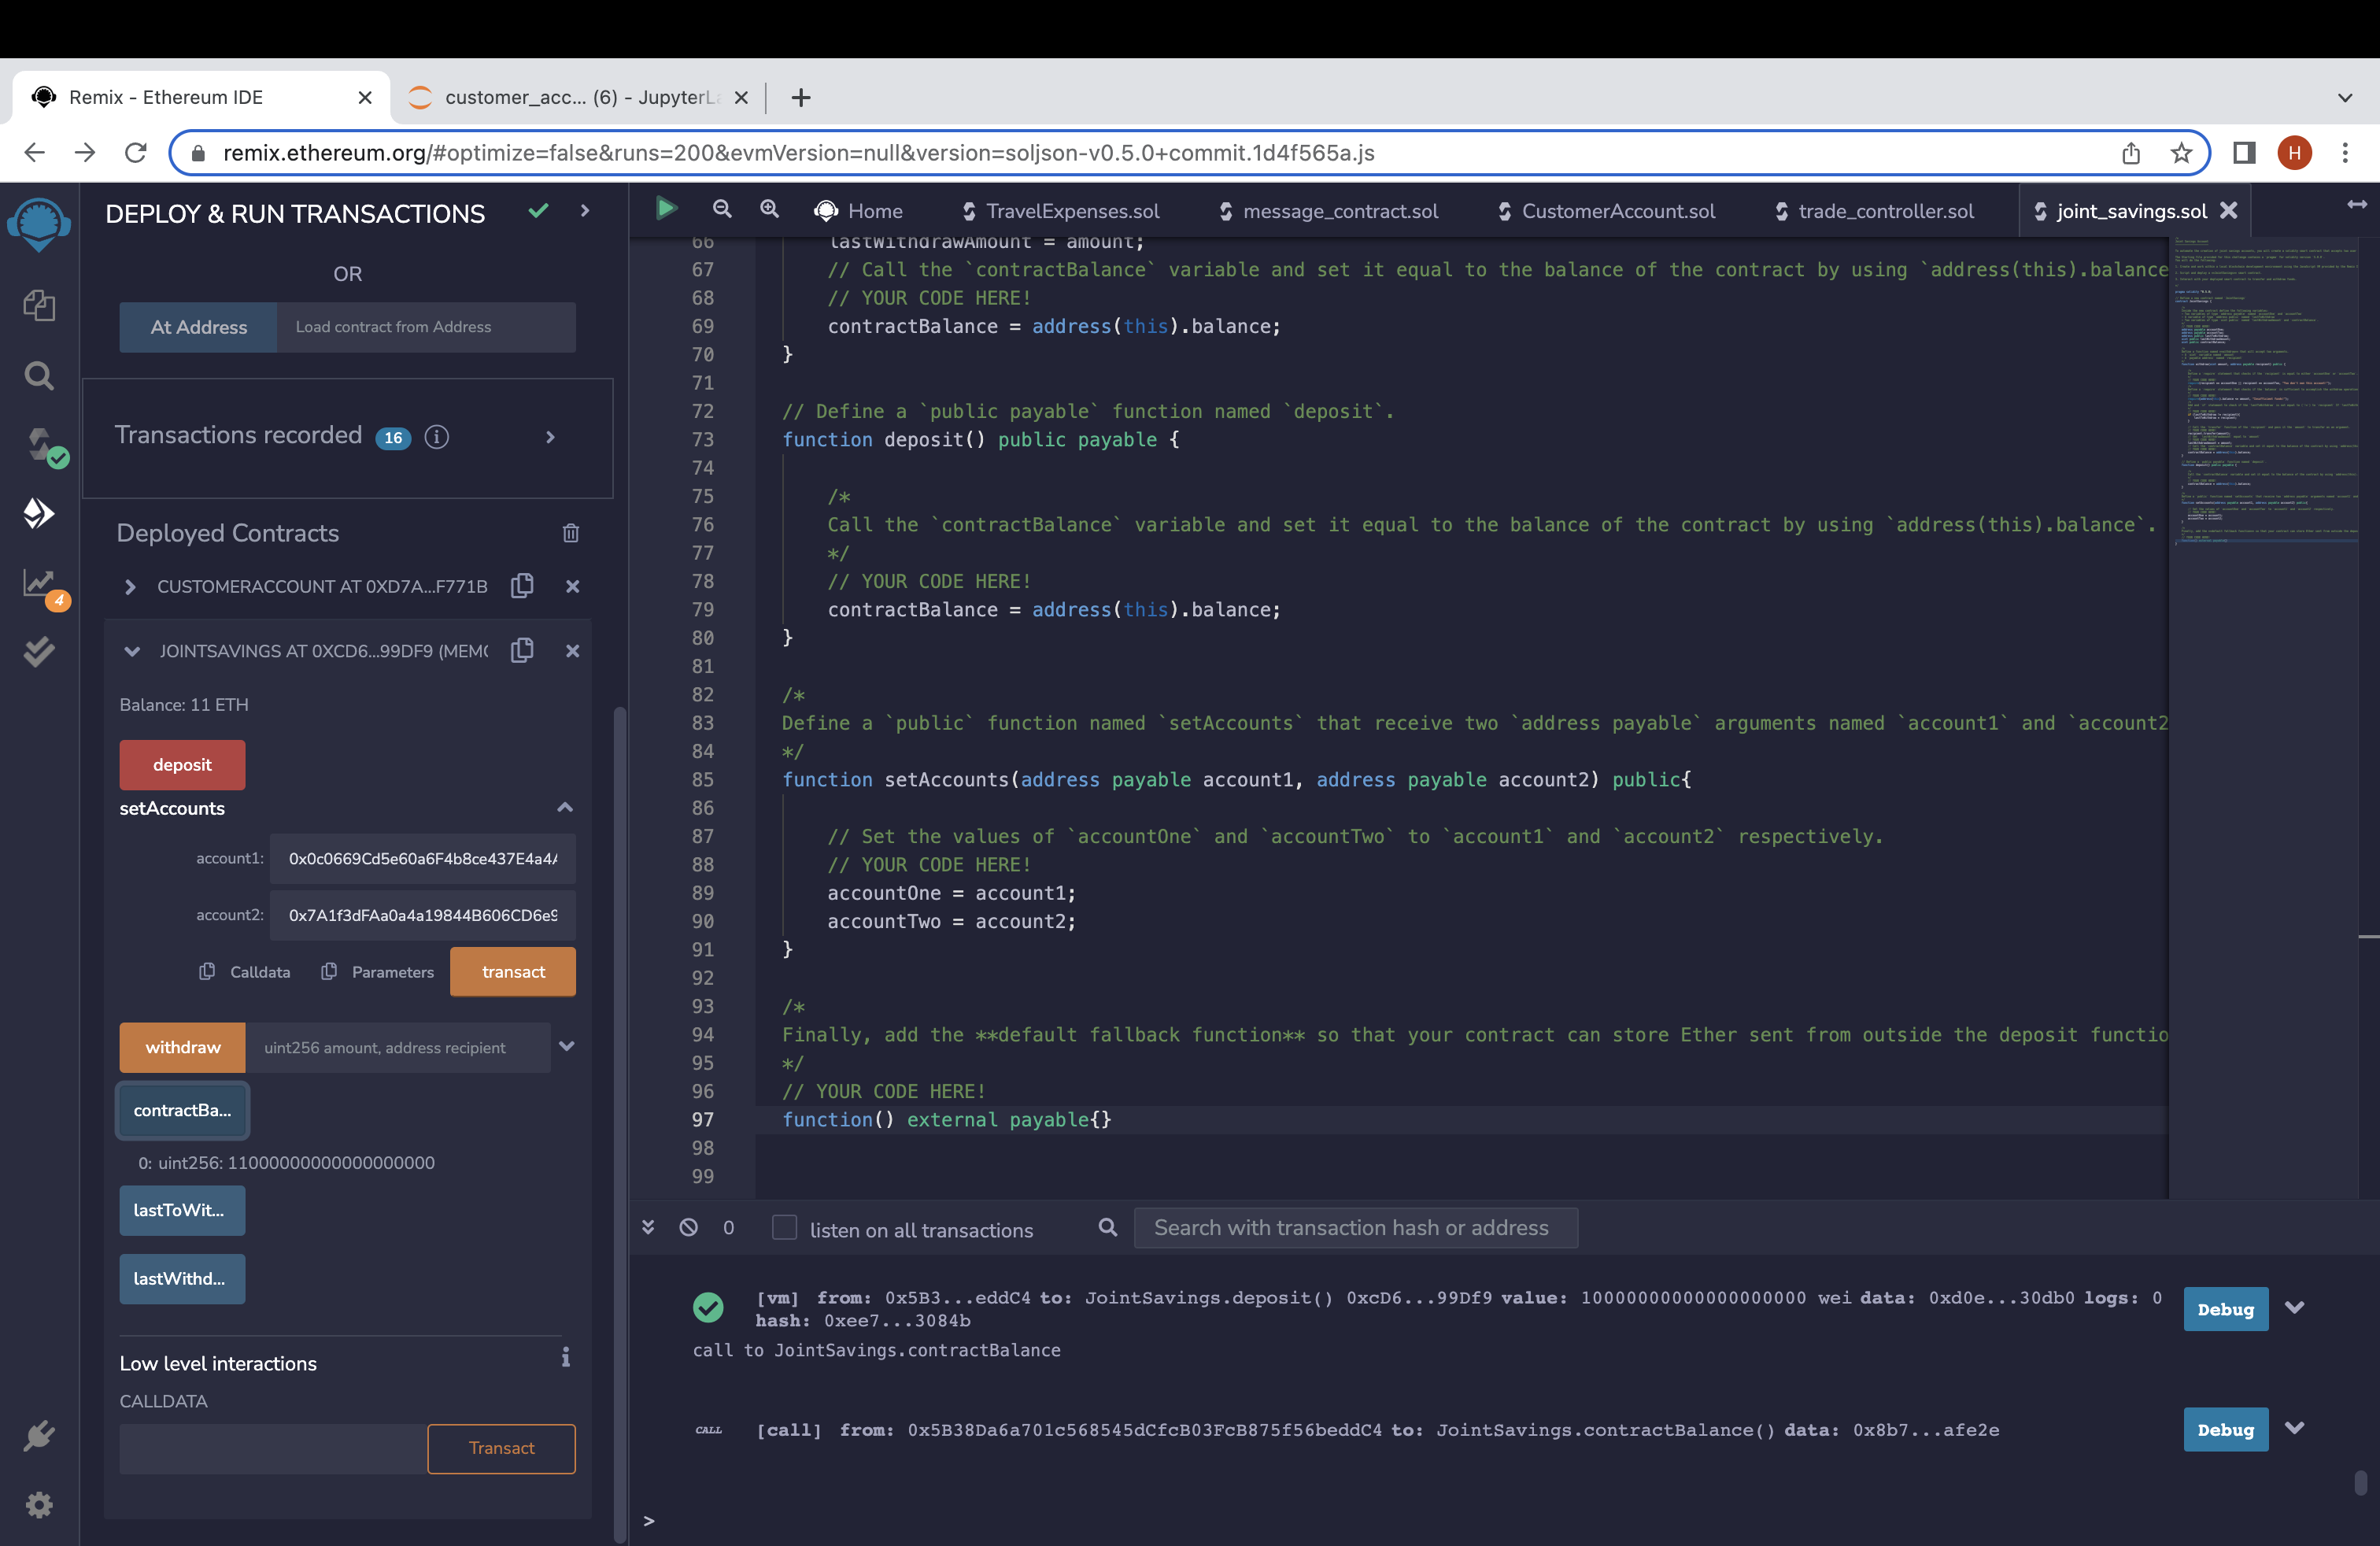 Remix - Ethereum IDE
customer_acc... (6) - JupyterLa
remix.ethereum.org/#optimize=false&runs=200&evmVersion=null&version=soljson-v0.5.0+commit.1d4f565a.js
H
DEPLOY & RUN TRANSACTIONS
OR
At Address
Load contract from Address
Transactions recorded 16 i
Deployed Contracts
CUSTOMERACCOUNT AT 0XD7A...F771B
JOINTSAVINGS AT 0XCD6...99DF9 (MEMO
Balance: 11 ETH
deposit
setAccounts
account1: 0x0c0669Cd5e60a6F4b8ce437E4a4A
account2: 0x7A1f3dFAa0a4a19844B606CD6e9
Calldata Parameters transact
withdraw uint256 amount, address recipient
contractBa...
0: uint256: 11000000000000000000
lastToWit...
lastWithd...
Low level interactions
CALLDATA
Transact
4
Home TravelExpenses.sol message_contract.sol CustomerAccount.sol trade_controller.sol joint_savings.sol
66 lastWithdrawAmount = amount;
67 // Call the `contractBalance` variable and set it equal to the balance of the contract by using `address(this).balance
68 // YOUR CODE HERE!
69 contractBalance = address(this).balance;
70 }
71
72 // Define a `public payable` function named `deposit`.
73 function deposit() public payable {
74
75 /*
76 Call the `contractBalance` variable and set it equal to the balance of the contract by using `address(this).balance`.
77 */
78 // YOUR CODE HERE!
79 contractBalance = address(this).balance;
80 }
81
82 /*
83 Define a `public` function named `setAccounts` that receive two `address payable` arguments named `account1` and `account2
84 */
85 function setAccounts(address payable account1, address payable account2) public{
86
87 // Set the values of `accountOne` and `accountTwo` to `account1` and `account2` respectively.
88 // YOUR CODE HERE!
89 accountOne = account1;
90 accountTwo = account2;
91 }
92
93 /*
94 Finally, add the **default fallback function** so that your contract can store Ether sent from outside the deposit functio
95 */
96 // YOUR CODE HERE!
97 function() external payable{}
98
99
0 listen on all transactions Search with transaction hash or address
[vm] from: 0x5B3...eddC4 to: JointSavings.deposit() 0xcD6...99Df9 value: 10000000000000000000 wei data: 0xd0e...30db0 logs: 0
hash: 0xee7...3084b
Debug
call to JointSavings.contractBalance
CALL [call] from: 0x5B38Da6a701c568545dCfcB03FcB875f56beddC4 to: JointSavings.contractBalance() data: 0x8b7...afe2e
Debug
>